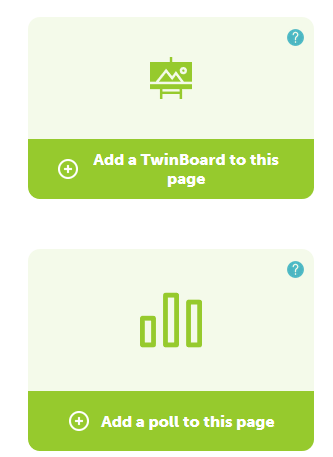 ?
Add a TwinBoard to this
page
?
Add a poll to this page